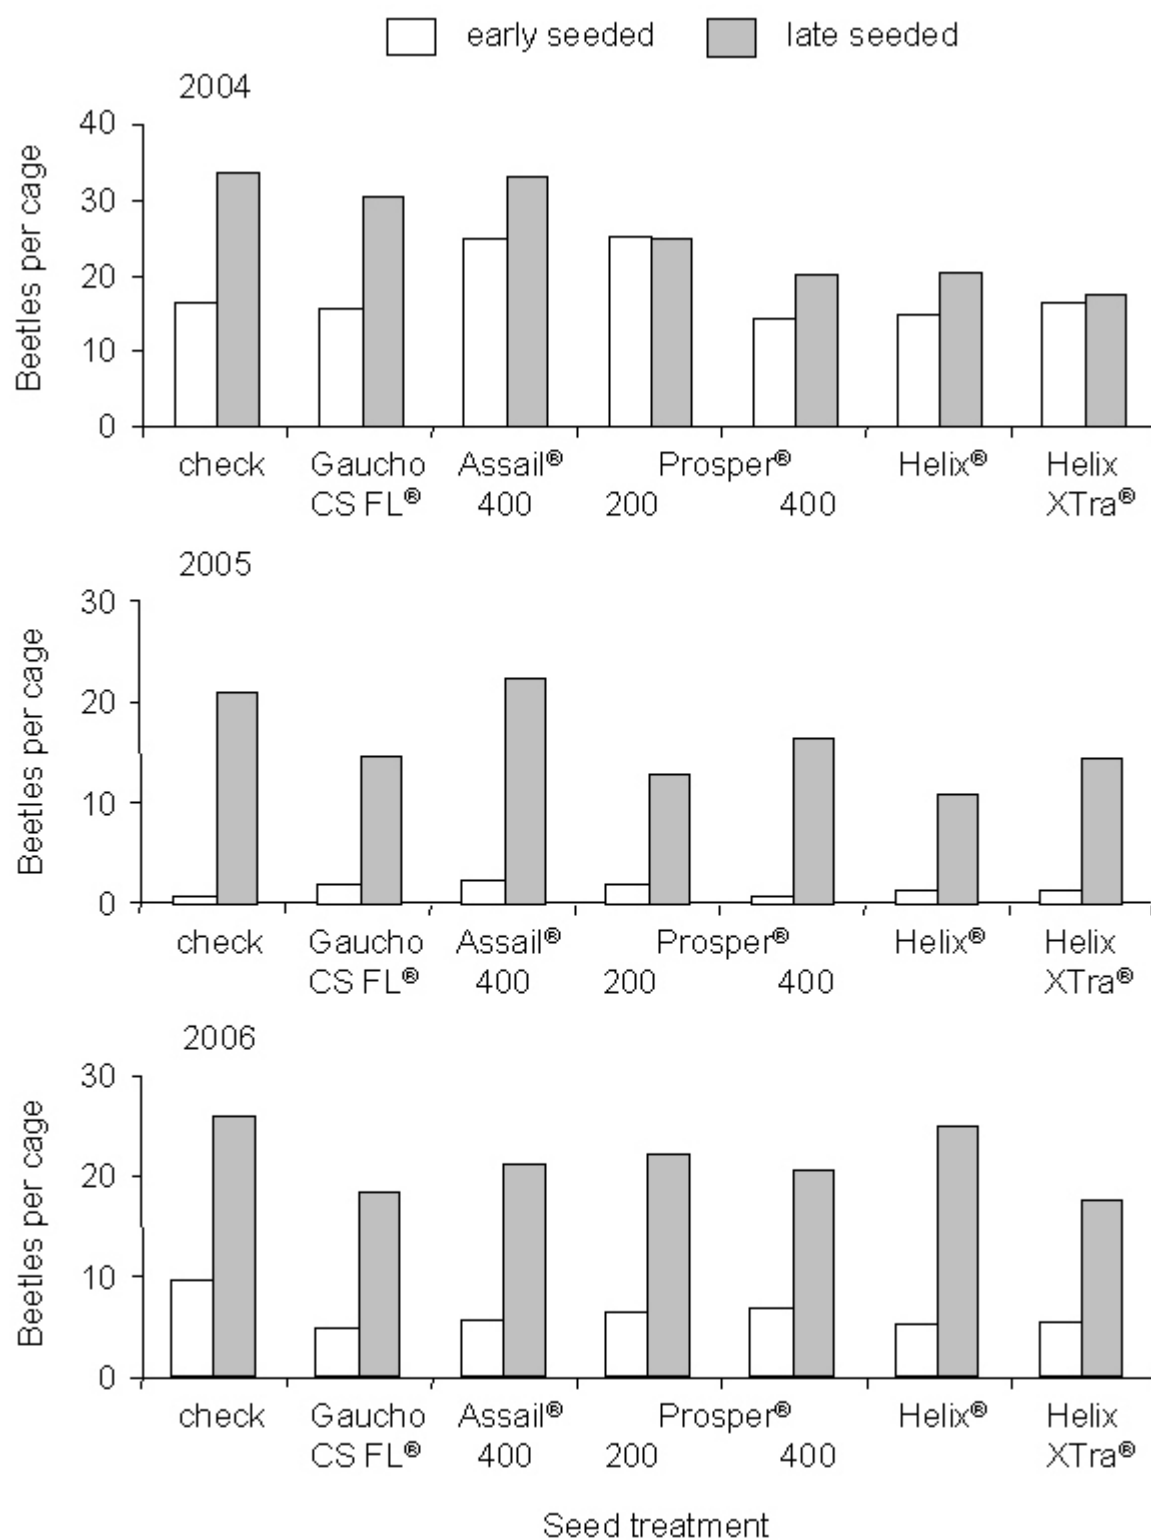 early seeded late seeded
2004
40
30
20
10
0
Beetles per cage
check Gaucho Assail® Prosper® Helix® Helix
CS FL® 400 200 400 XTra®
2005
30
20
10
0
Beetles per cage
check Gaucho Assail® Prosper® Helix® Helix
CS FL® 400 200 400 XTra®
2006
30
20
10
0
Beetles per cage
check Gaucho Assail® Prosper® Helix® Helix
CS FL® 400 200 400 XTra®
Seed treatment